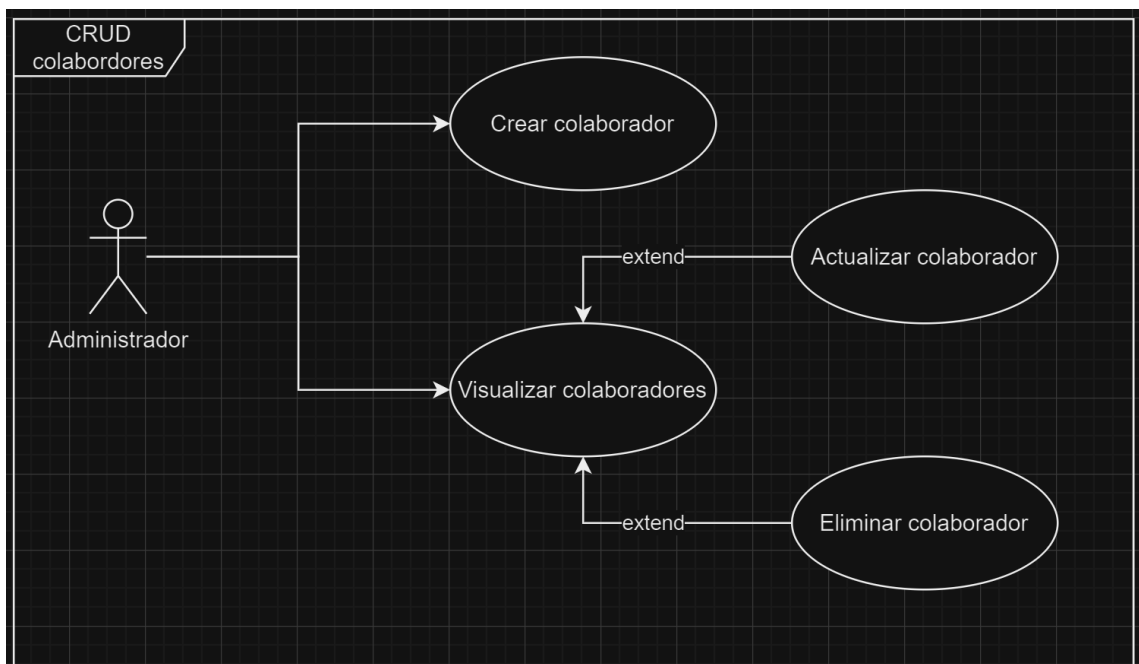 CRUD
colabordores
Crear colaborador
Actualizar colaborador
extend
Administrador
Visualizar colaboradores
extend
Eliminar colaborador